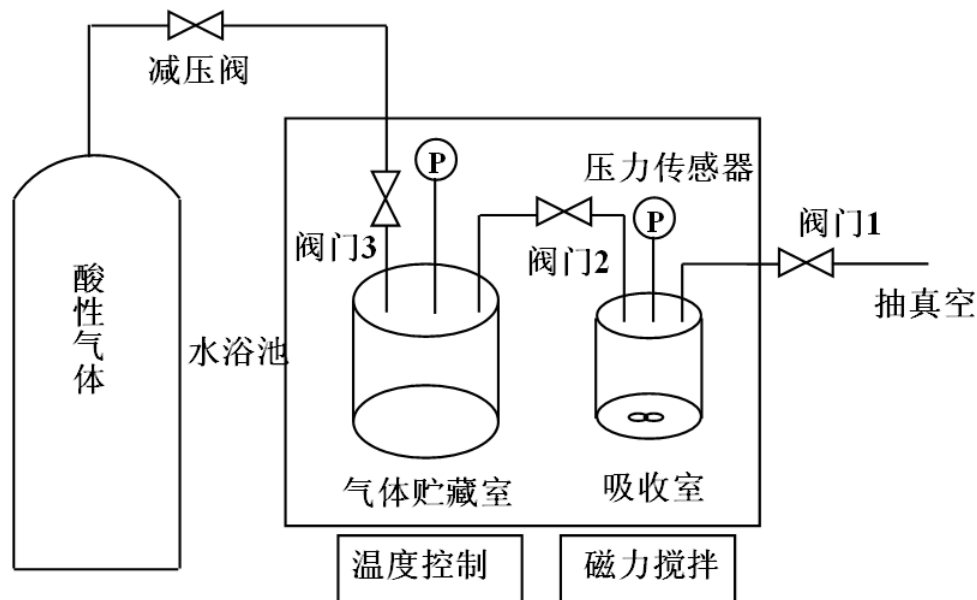 减压阀
P
压力传感器
P
阀门3
阀门2
阀门1
抽真空
酸性气体
水浴池
气体贮藏室
吸收室
温度控制
磁力搅拌